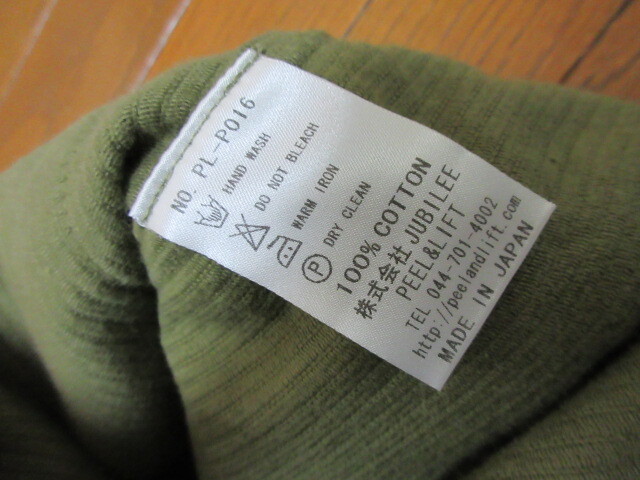 NO. PL-P016
HAND WASH
DO NOT BLEACH
WARM IRON
P DRY CLEAN
100% COTTON
株式会社 JUBILEE
PEEL&LIFT
TEL 044-701-4002
http://peelandlift.com
MADE IN JAPAN